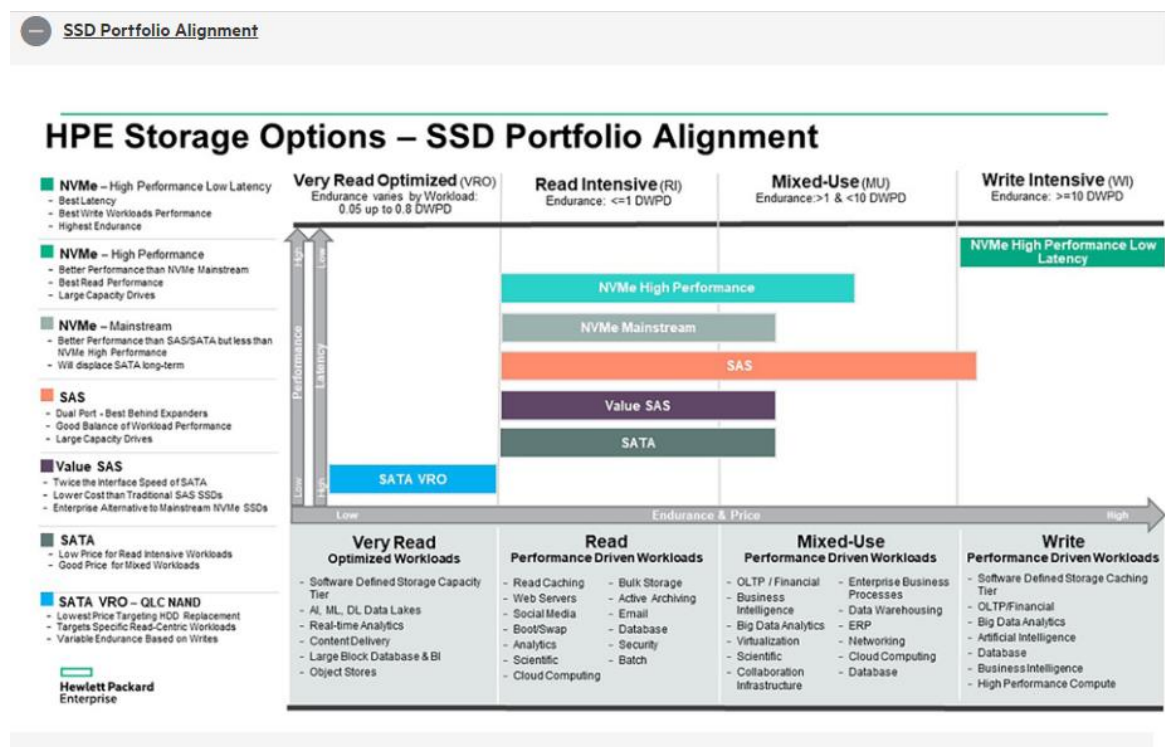 SSD Portfolio Alignment
HPE Storage Options – SSD Portfolio Alignment
NVMe – High Performance Low Latency
- Best Latency
- Best Write Workloads Performance
- Highest Endurance
NVMe – High Performance
- Better Performance than NVMe Mainstream
- Best Read Performance
- Large Capacity Drives
NVMe – Mainstream
- Better Performance than SAS/SATA but less than
NVMe High Performance
- Will displace SATA long-term
SAS
- Dual Port - Best Behind Expanders
- Good Balance of Workload Performance
- Large Capacity Drives
Value SAS
- Twice the Interface Speed of SATA
- Lower Cost than Traditional SAS SSDs
- Enterprise Alternative to Mainstream NVMe SSDs
SATA
- Low Price for Read Intensive Workloads
- Good Price for Mixed Workloads
SATA VRO – QLC NAND
- Lowest Price Targeting HDD Replacement
- Targets Specific Read-Centric Workloads
- Variable Endurance Based on Writes
Hewlett Packard
Enterprise
Very Read Optimized (VRO)
Endurance varies by Workload:
0.05 up to 0.8 DWPD
Read Intensive (RI)
Endurance: <=1 DWPD
Mixed-Use (MU)
Endurance:>1 & <10 DWPD
Write Intensive (WI)
Endurance: >=10 DWPD
High
Performance
Low
Low
Latency
High
NVMe High Performance Low
Latency
NVMe High Performance
NVMe Mainstream
SAS
Value SAS
SATA
SATA VRO
Low
Endurance & Price
High
Very Read
Optimized Workloads
- Software Defined Storage Capacity
Tier
- AI, ML, DL Data Lakes
- Real-time Analytics
- Content Delivery
- Large Block Database & BI
- Object Stores
Read
Performance Driven Workloads
- Read Caching
- Web Servers
- Social Media
- Boot/Swap
- Analytics
- Scientific
- Cloud Computing
- Bulk Storage
- Active Archiving
- Email
- Database
- Security
- Batch
Mixed-Use
Performance Driven Workloads
- OLTP / Financial
- Business
Intelligence
- Big Data Analytics
- Virtualization
- Scientific
- Collaboration
Infrastructure
- Enterprise Business
Processes
- Data Warehousing
- ERP
- Networking
- Cloud Computing
- Database
Write
Performance Driven Workloads
- Software Defined Storage Caching
Tier
- OLTP/Financial
- Big Data Analytics
- Artificial Intelligence
- Database
- Business Intelligence
- High Performance Compute